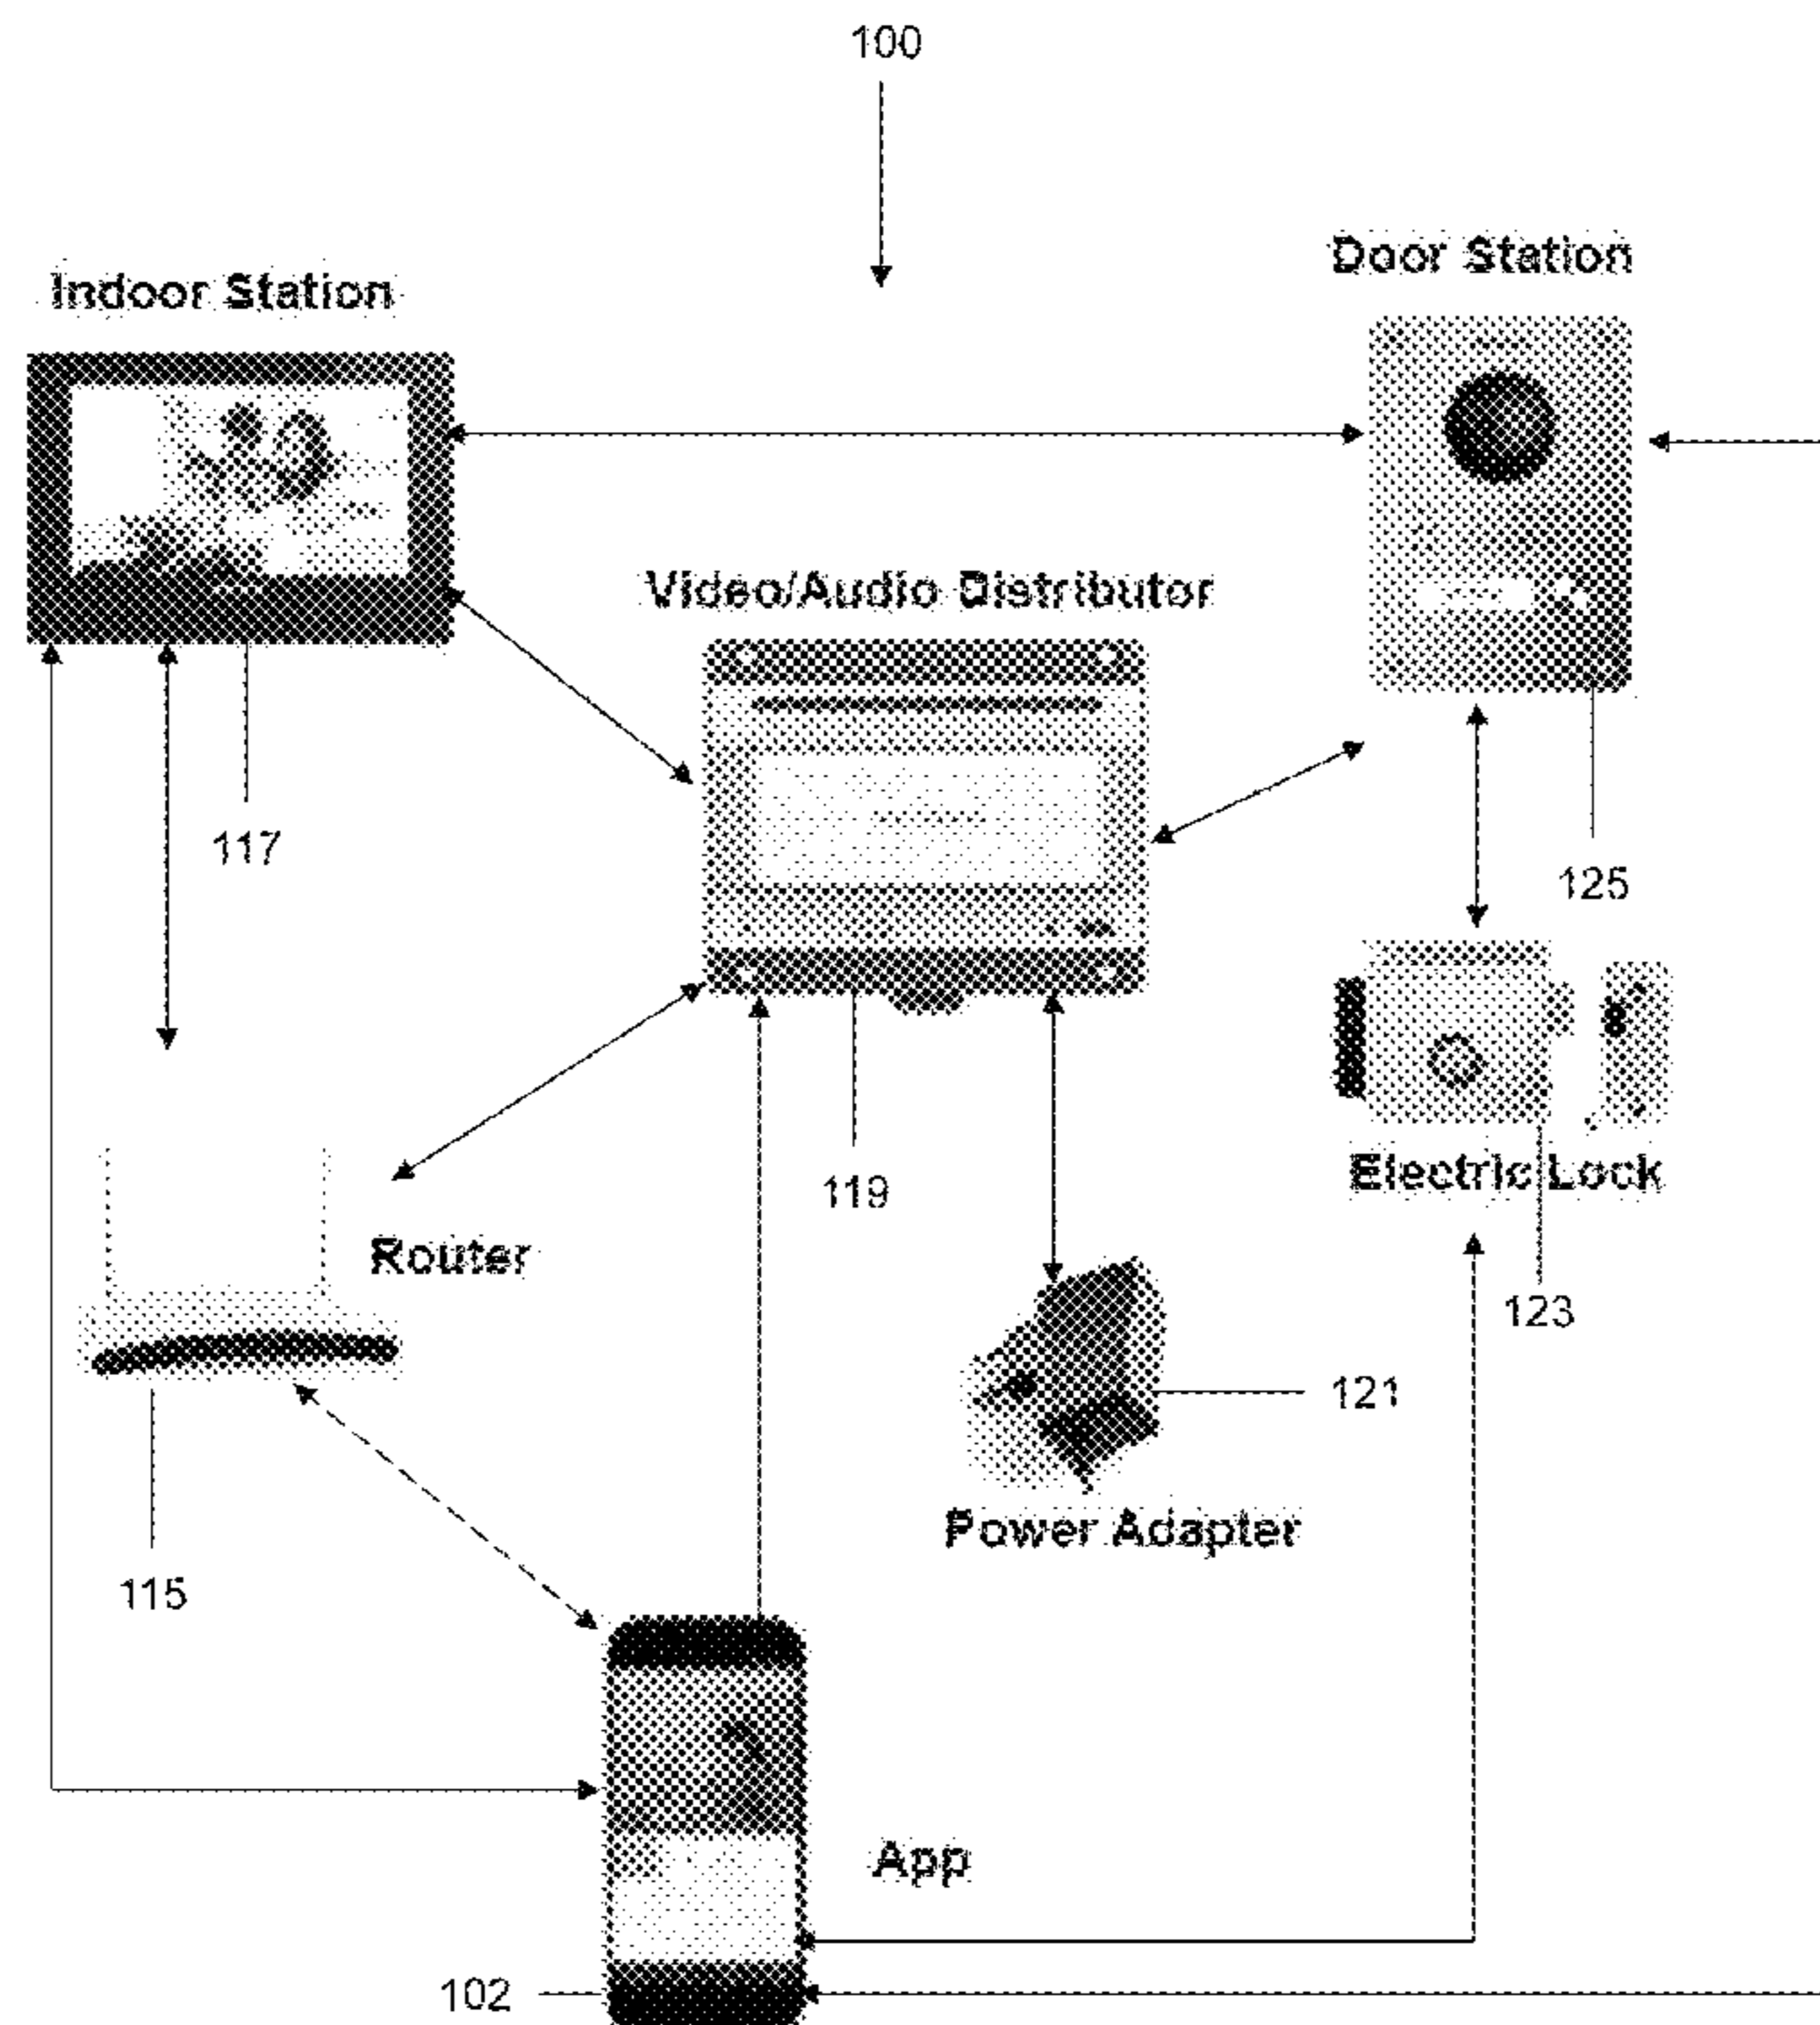 100
Door Station
Indoor Station
Video/Audio Distributor
117
125
119
Electric Lock
Router
123
121
Power Adapter
115
App
102